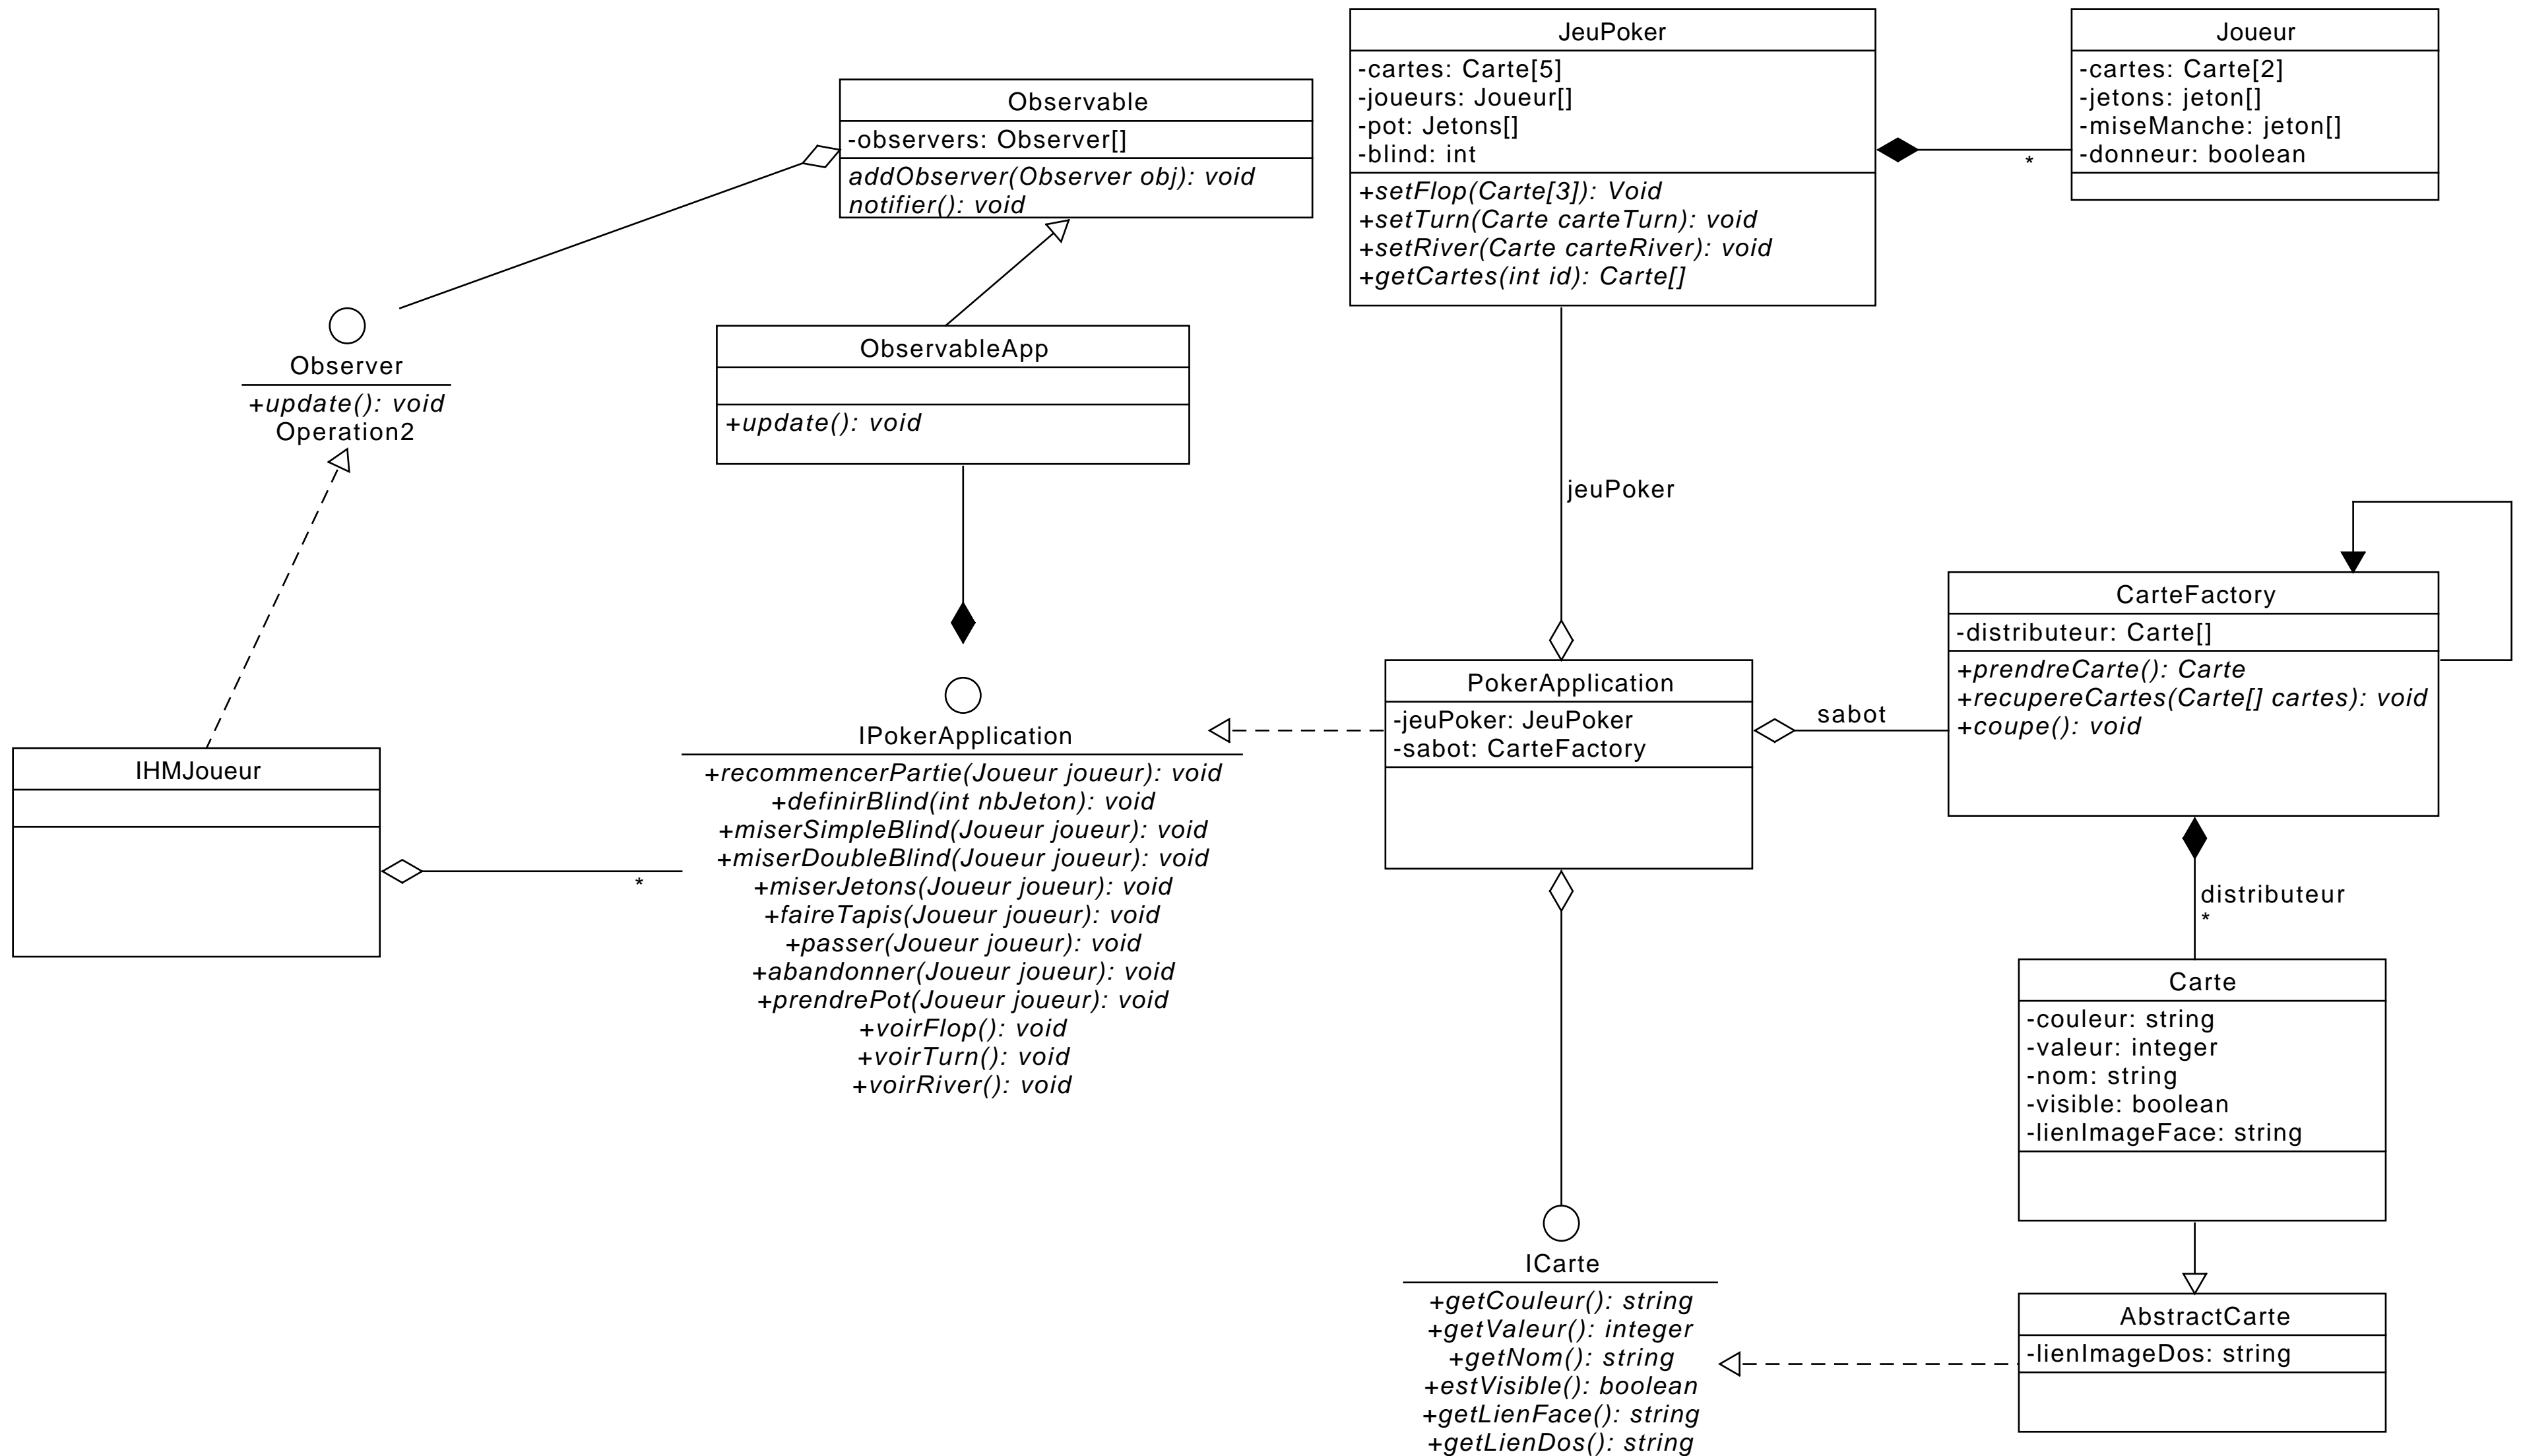 JeuPoker
-cartes: Carte[5]
-joueurs: Joueur[]
-pot: Jetons[]
-blind: int
+setFlop(Carte[3]): Void
+setTurn(Carte carteTurn): void
+setRiver(Carte carteRiver): void
+getCartes(int id): Carte[]
Joueur
-cartes: Carte[2]
-jetons: jeton[]
-miseManche: jeton[]
-donneur: boolean
*
Observable
-observers: Observer[]
addObserver(Observer obj): void
notifier(): void
Observer
+update(): void
Operation2
ObservableApp
+update(): void
jeuPoker
CarteFactory
-distributeur: Carte[]
+prendreCarte(): Carte
+recupereCartes(Carte[] cartes): void
+coupe(): void
PokerApplication
-jeuPoker: JeuPoker
-sabot: CarteFactory
sabot
IPokerApplication
+recommencerPartie(Joueur joueur): void
+definirBlind(int nbJeton): void
+miserSimpleBlind(Joueur joueur): void
+miserDoubleBlind(Joueur joueur): void
+miserJetons(Joueur joueur): void
+faireTapis(Joueur joueur): void
+passer(Joueur joueur): void
+abandonner(Joueur joueur): void
+prendrePot(Joueur joueur): void
+voirFlop(): void
+voirTurn(): void
+voirRiver(): void
IHMJoueur
*
distributeur
*
Carte
-couleur: string
-valeur: integer
-nom: string
-visible: boolean
-lienImageFace: string
ICarte
+getCouleur(): string
+getValeur(): integer
+getNom(): string
+estVisible(): boolean
+getLienFace(): string
+getLienDos(): string
AbstractCarte
-lienImageDos: string